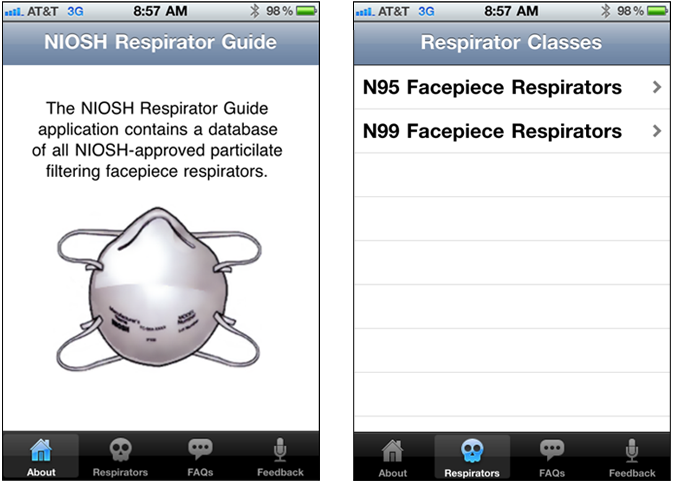 AT&T 3G 8:57 AM 98%
NIOSH Respirator Guide
The NIOSH Respirator Guide
application contains a database
of all NIOSH-approved particilate
filtering facepiece respirators.
NIOSH
About Respirators FAQs Feedback
AT&T 3G 8:57 AM 98%
Respirator Classes
N95 Facepiece Respirators
N99 Facepiece Respirators
About Respirators FAQs Feedback